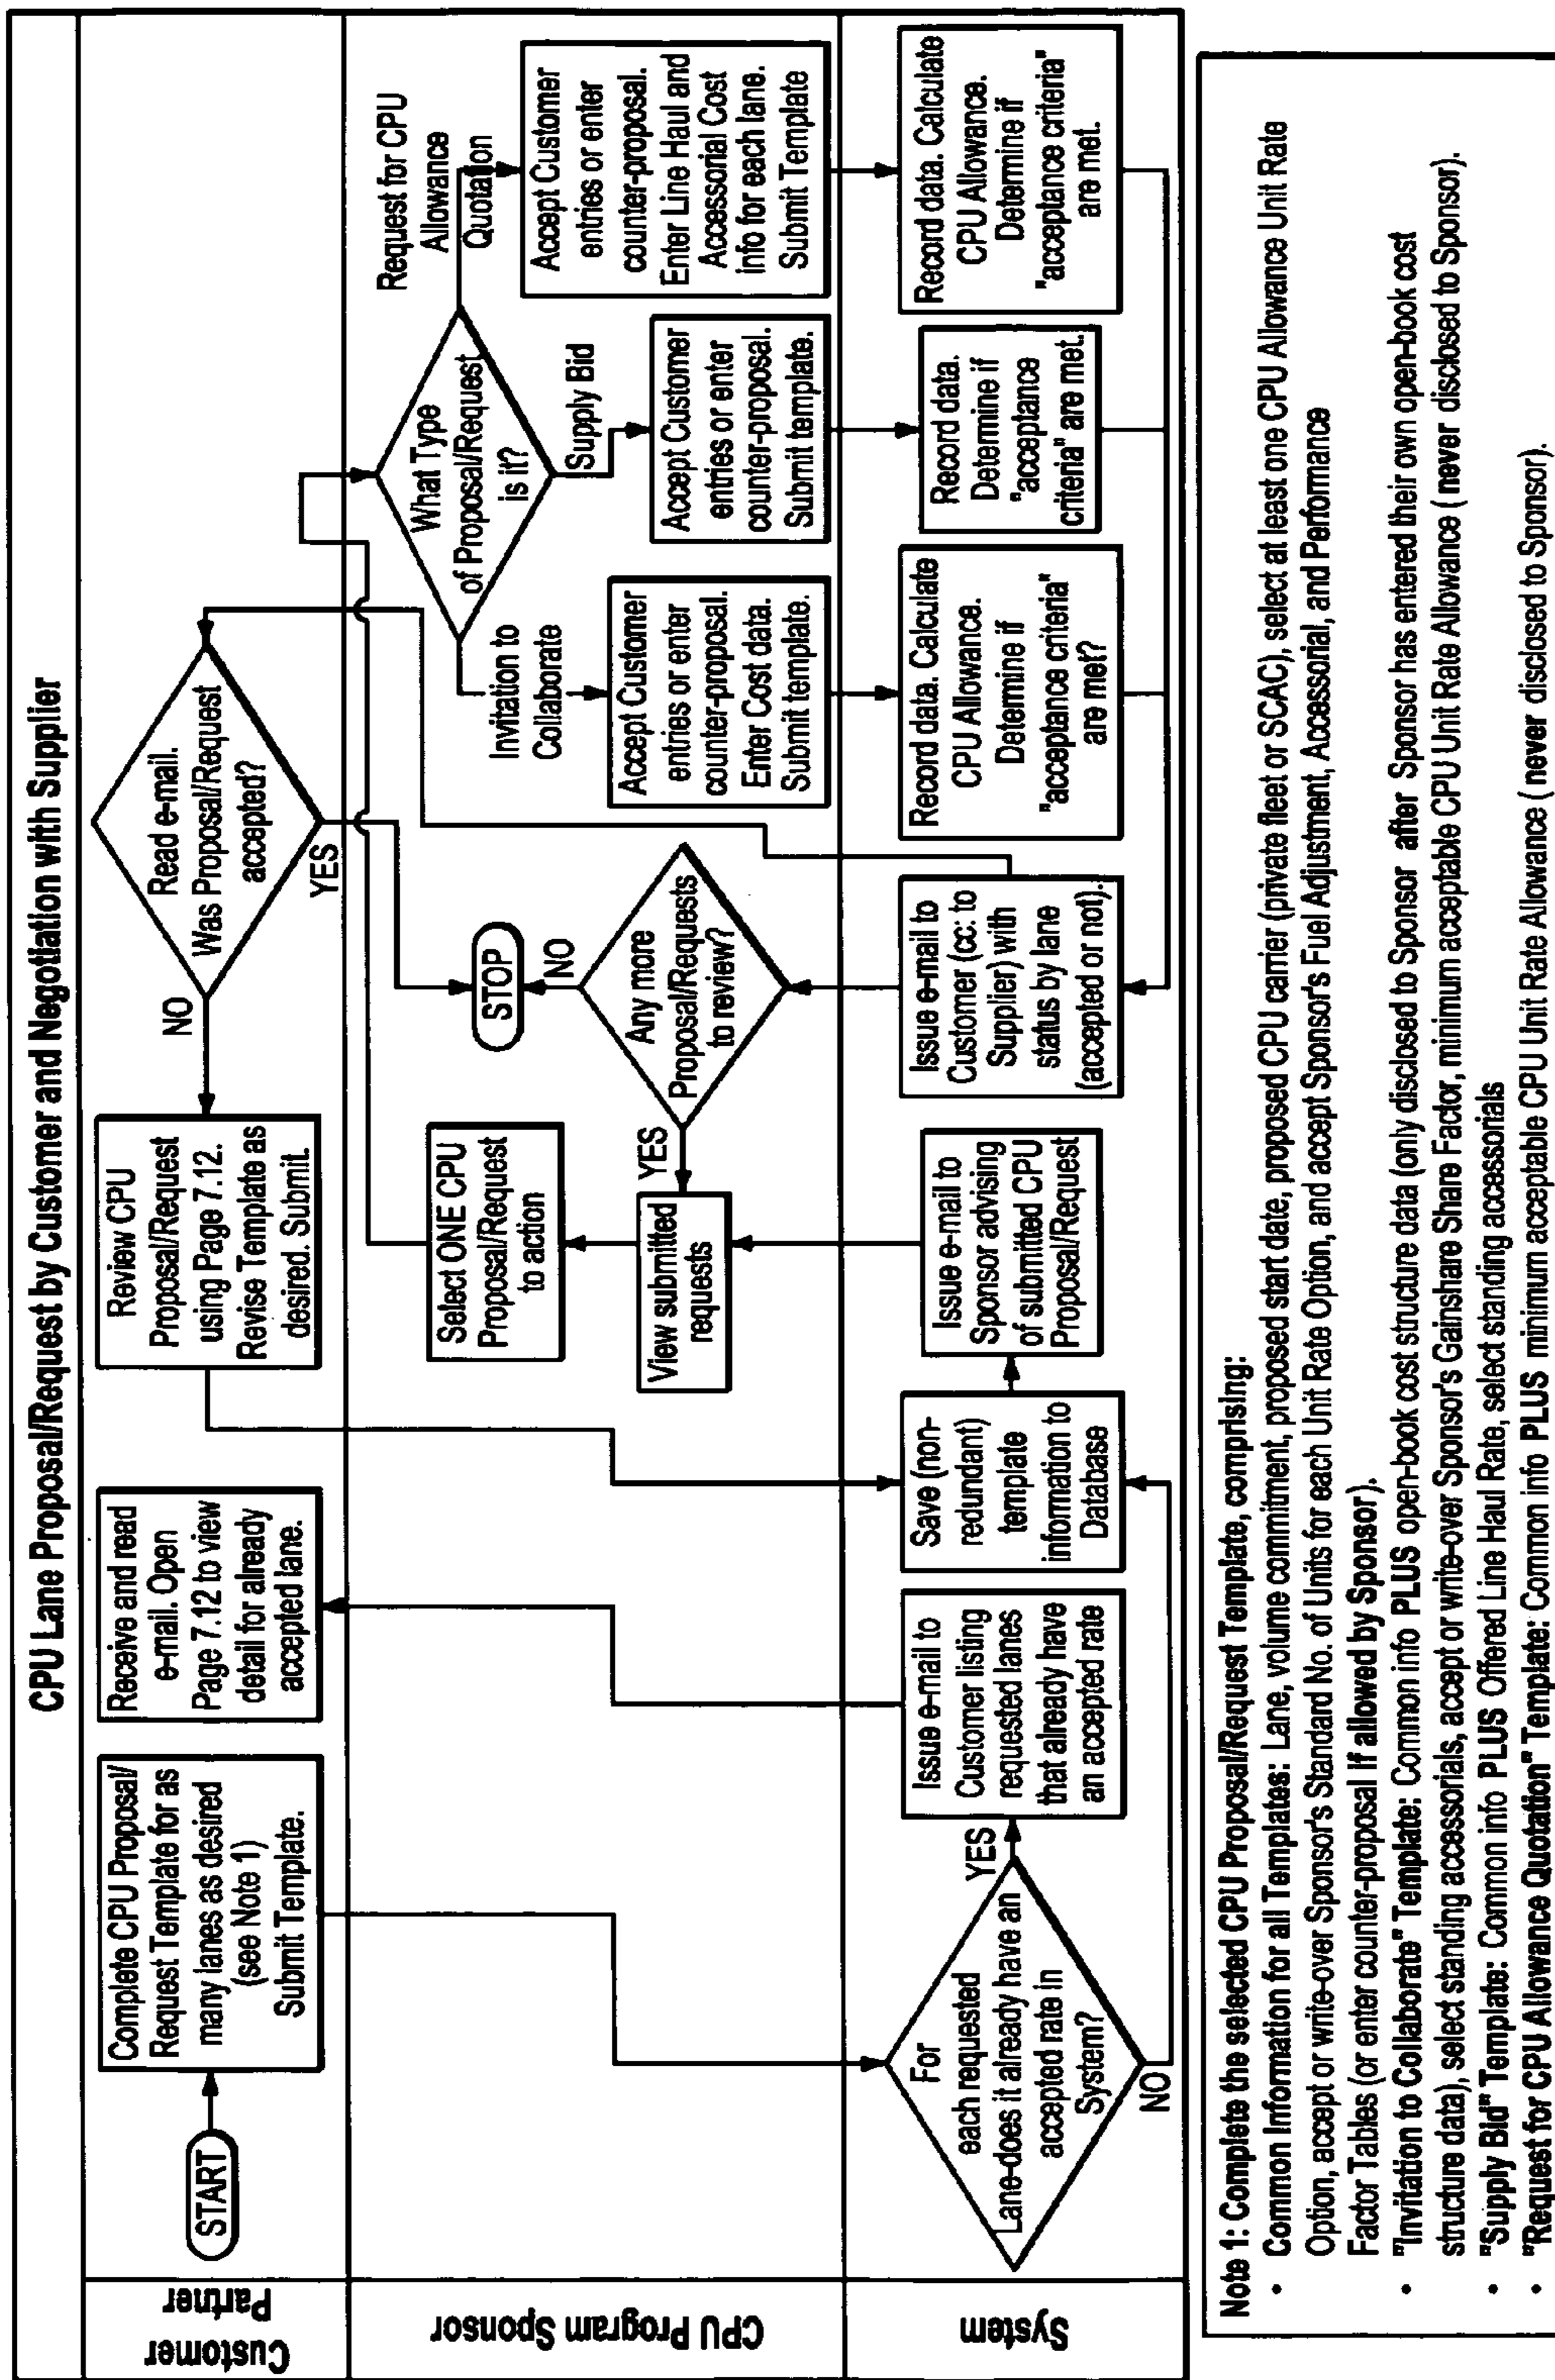 CPU Lane Proposal/Request by Customer and Negotiation with Supplier
Customer
Partner
START
Complete CPU Proposal/
Request Template for as
many lanes as desired
(see Note 1)
Submit Template.
Receive and read
e-mail. Open
Page 7.12 to view
detail for already
accepted lane.
Review CPU
Proposal/Request
using Page 7.12.
Revise Template as
desired. Submit.
NO
Read e-mail.
Was Proposal/Request
accepted?
YES
CPU Program Sponsor
Select ONE CPU
Proposal/Request
to action
View submitted
requests
YES
STOP
NO
Any more
Proposal/Requests
to review?
What Type
of Proposal/Request
is it?
Invitation to
Collaborate
Supply Bid
Request for CPU
Allowance
Quotation
Accept Customer
entries or enter
counter-proposal.
Enter Cost data.
Submit template.
Accept Customer
entries or enter
counter-proposal.
Submit template.
Accept Customer
entries or enter
counter-proposal.
Enter Line Haul and
Accessorial Cost
info for each lane.
Submit Template
System
For
each requested
Lane-does it already have an
accepted rate in
System?
YES
NO
Issue e-mail to
Customer listing
requested lanes
that already have
an accepted rate
Save (non-
redundant)
template
information to
Database
Issue e-mail to
Sponsor advising
of submitted CPU
Proposal/Request
Issue e-mail to
Customer (cc: to
Supplier) with
status by lane
(accepted or not).
Record data. Calculate
CPU Allowance.
Determine if
"acceptance criteria"
are met?
Record data.
Determine if
"acceptance
criteria" are met.
Record data. Calculate
CPU Allowance.
Determine if
"acceptance criteria"
are met.
Note 1: Complete the selected CPU Proposal/Request Template, comprising:
• Common Information for all Templates: Lane, volume commitment, proposed start date, proposed CPU carrier (private fleet or SCAC), select at least one CPU Allowance Unit Rate
Option, accept or write-over Sponsor's Standard No. of Units for each Unit Rate Option, and accept Sponsor's Fuel Adjustment, Accessorial, and Performance
Factor Tables (or enter counter-proposal if allowed by Sponsor).
• "Invitation to Collaborate" Template: Common info PLUS open-book cost structure data (only disclosed to Sponsor after Sponsor has entered their own open-book cost
structure data), select standing accessorials, accept or write-over Sponsor's Gainshare Share Factor, minimum acceptable CPU Unit Rate Allowance ( never disclosed to Sponsor).
• "Supply Bid" Template: Common info PLUS Offered Line Haul Rate, select standing accessorials
• "Request for CPU Allowance Quotation" Template: Common info PLUS minimum acceptable CPU Unit Rate Allowance ( never disclosed to Sponsor).